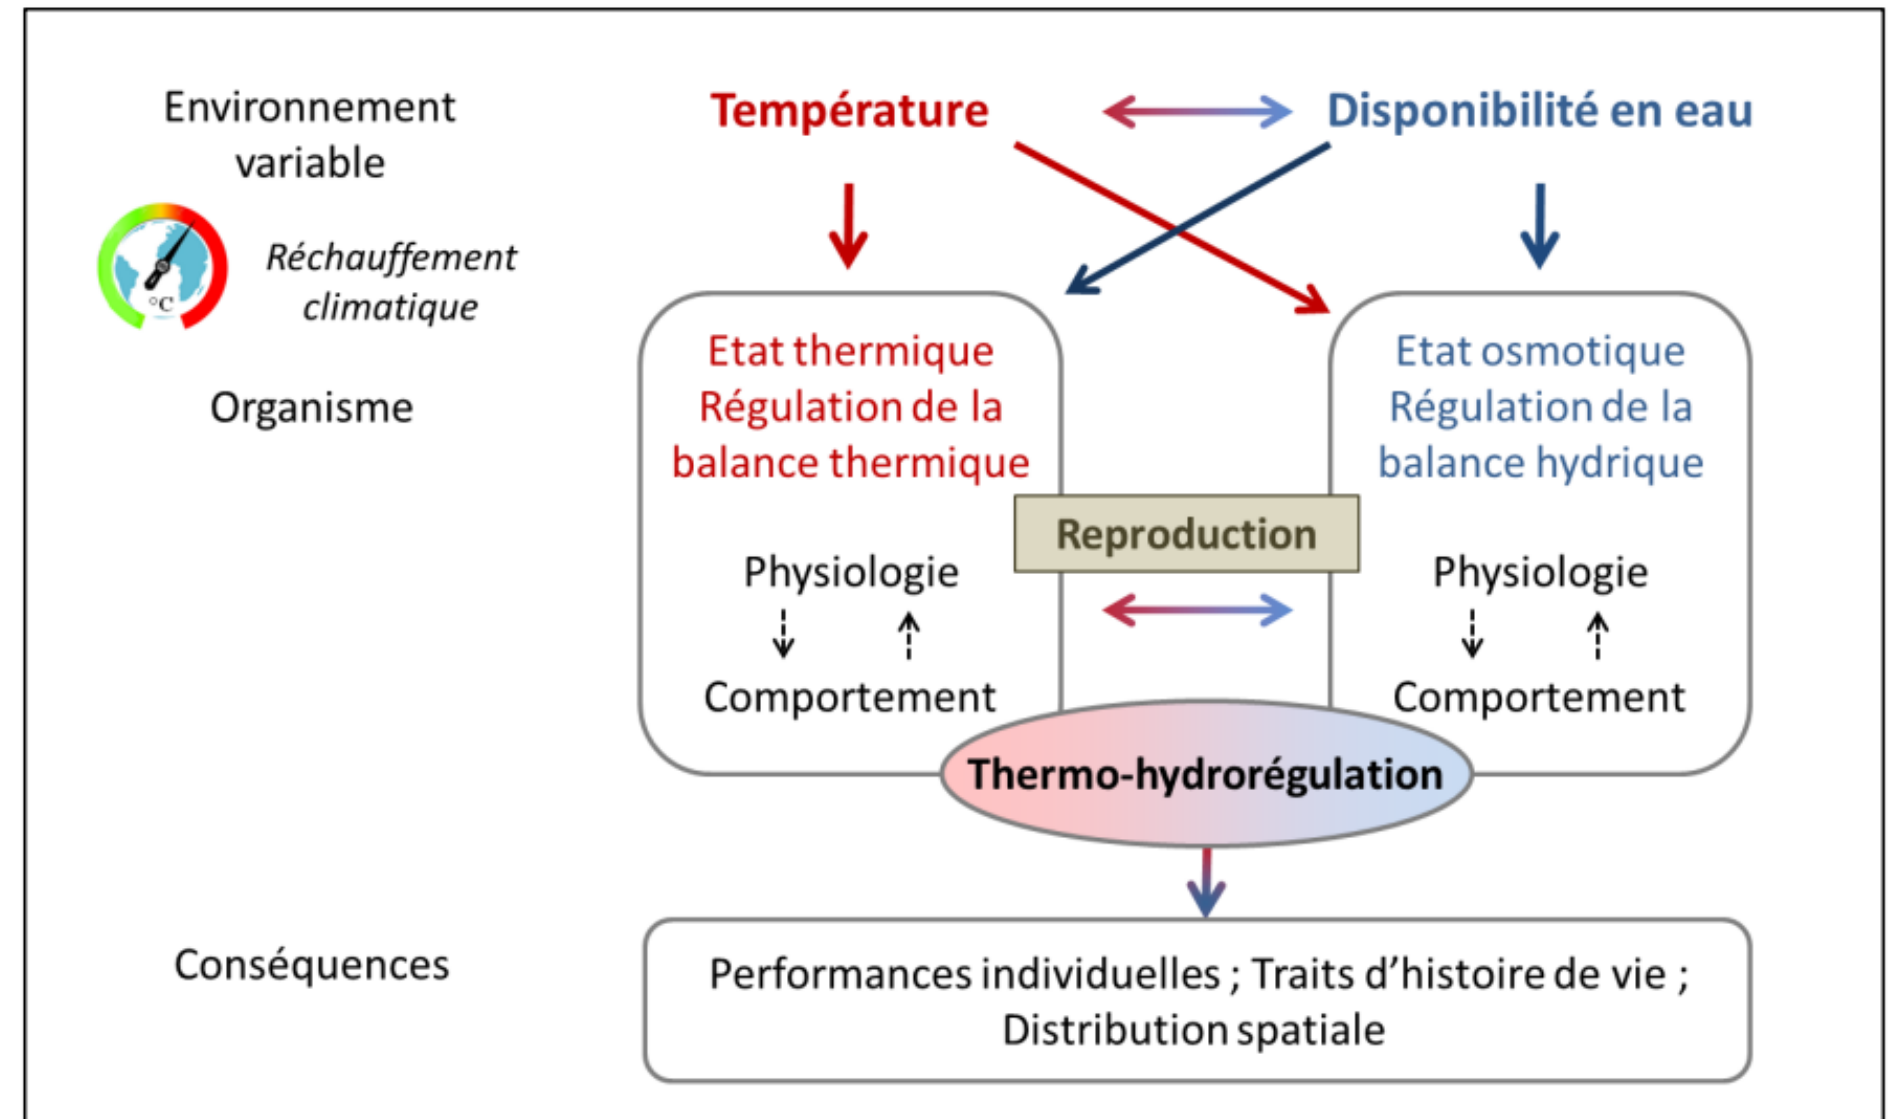 Environnement
variable
Température
Disponibilité en eau
Réchauffement
climatique
°C
Organisme
Etat thermique
Régulation de la
balance thermique
Etat osmotique
Régulation de la
balance hydrique
Reproduction
Physiologie
Comportement
Physiologie
Comportement
Thermo-hydrorégulation
Conséquences
Performances individuelles ; Traits d’histoire de vie ;
Distribution spatiale